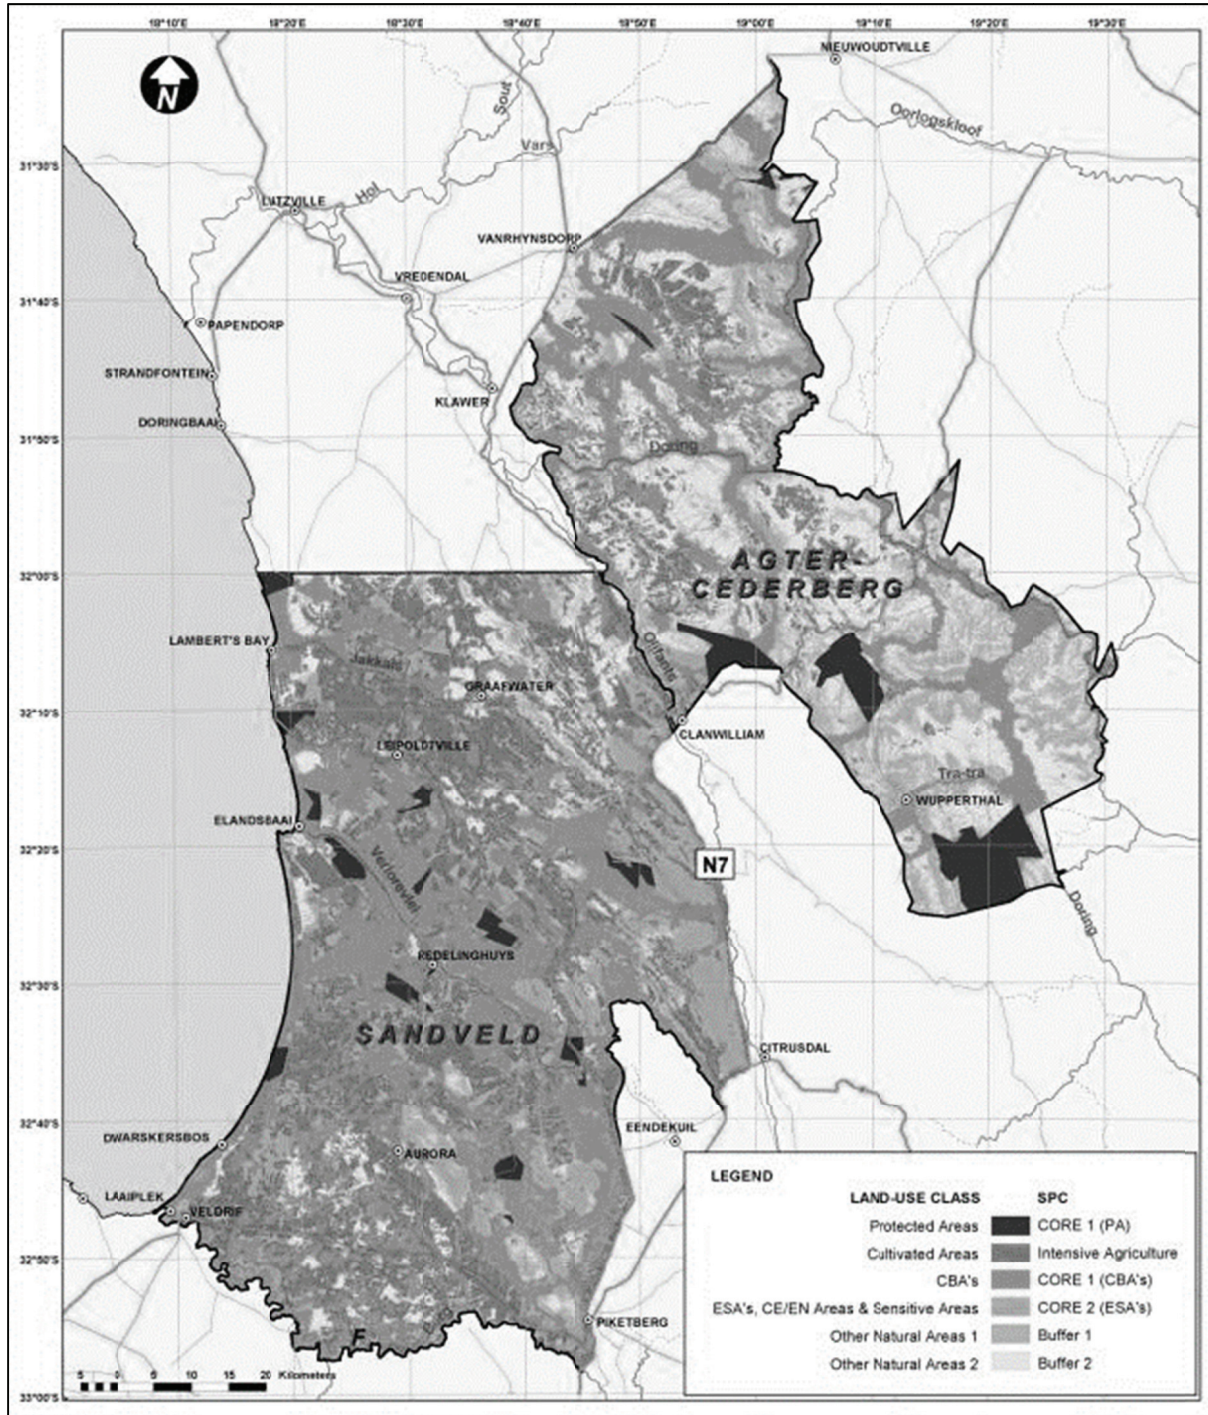 18°10'E 18°20'E 18°30'E 18°40'E 18°50'E 19°00'E 19°10'E 19°20'E 19°30'E
NIEUWOUDTVILLE
N
Sout
Oorlogskloof
Vars
31°30'S
Hol
LUTZVILLE
VANRHYNSDORP
VREDENDAL
31°40'S
PAPENDORP
STRANDFONTEIN
KLAWER
DORINGBAAI
31°50'S
Doring
AGTER-
CEDERBERG
32°00'S
LAMBERT'S BAY
Olifants
Jakkals
GRAAFWATER
32°10'S
CLANWILLIAM
LEIPOLDTVILLE
Tra-tra
WUPPERTHAL
ELANDSBAAI
32°20'S
N7
Verlorevlei
Doring
REDELINGHUYS
32°30'S
SANDVELD
CITRUSDAL
32°40'S
DWARSKERSBOS
EENDEKUIL
AURORA
LAAIPLEK
VELDRIF
32°50'S
PIKETBERG
F
33°00'S
5 0 5 10 15 20 Kilometers
LEGEND
LAND-USE CLASS SPC
Protected Areas CORE 1 (PA)
Cultivated Areas Intensive Agriculture
CBA's CORE 1 (CBA's)
ESA's, CE/EN Areas & Sensitive Areas CORE 2 (ESA's)
Other Natural Areas 1 Buffer 1
Other Natural Areas 2 Buffer 2